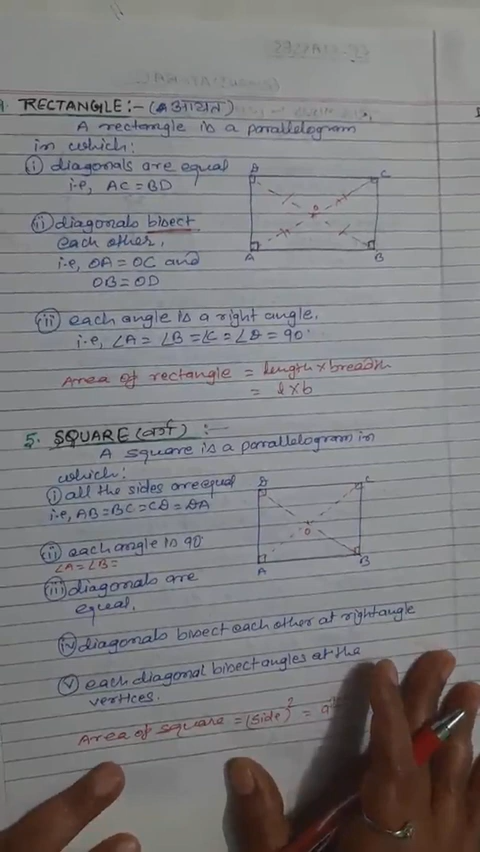 RECTANGLE:- (आयत)
A rectangle is a parallelogram
in which:
(i) diagonals are equal
i.e, AC = BD
D
C
O
A
B
(ii) diagonals bisect
each other.
i.e, OA = OC and
OB = OD
(iii) each angle is a right angle.
i.e, ∠A = ∠B = ∠C = ∠D = 90°
Area of rectangle = length × breadth
= l × b
5. SQUARE (वर्ग) :-
A square is a parallelogram in
which:
(i) all the sides are equal
i.e, AB = BC = CD = DA
D
C
O
A
B
(ii) each angle is 90
∠A = ∠B =
(iii) diagonals are
equal.
(iv) diagonals bisect each other at right angle
(v) each diagonal bisect angles at the
vertices.
Area of square = (side)² = a²